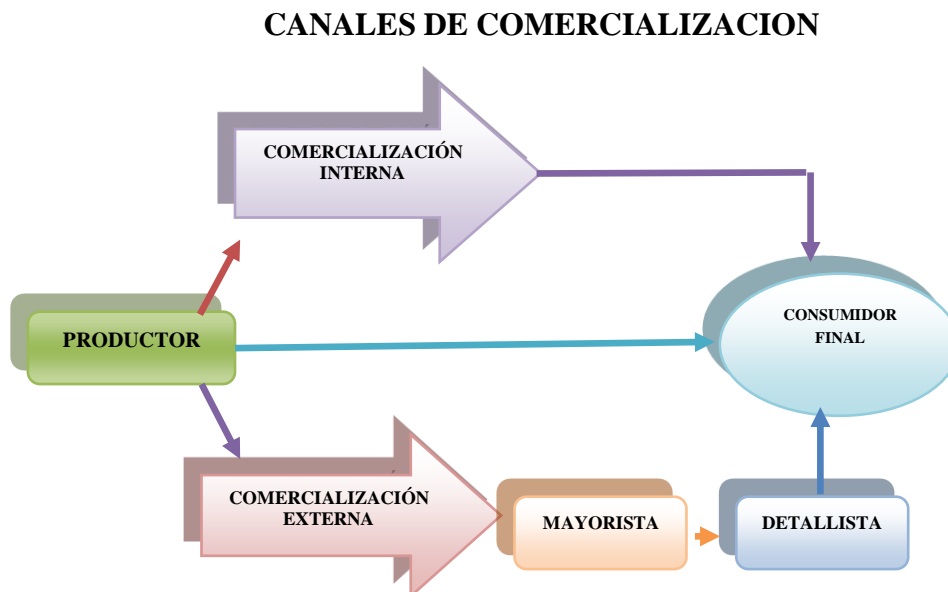 CANALES DE COMERCIALIZACION
COMERCIALIZACIÓN
INTERNA
PRODUCTOR
CONSUMIDOR
FINAL
COMERCIALIZACIÓN
EXTERNA
MAYORISTA
DETALLISTA